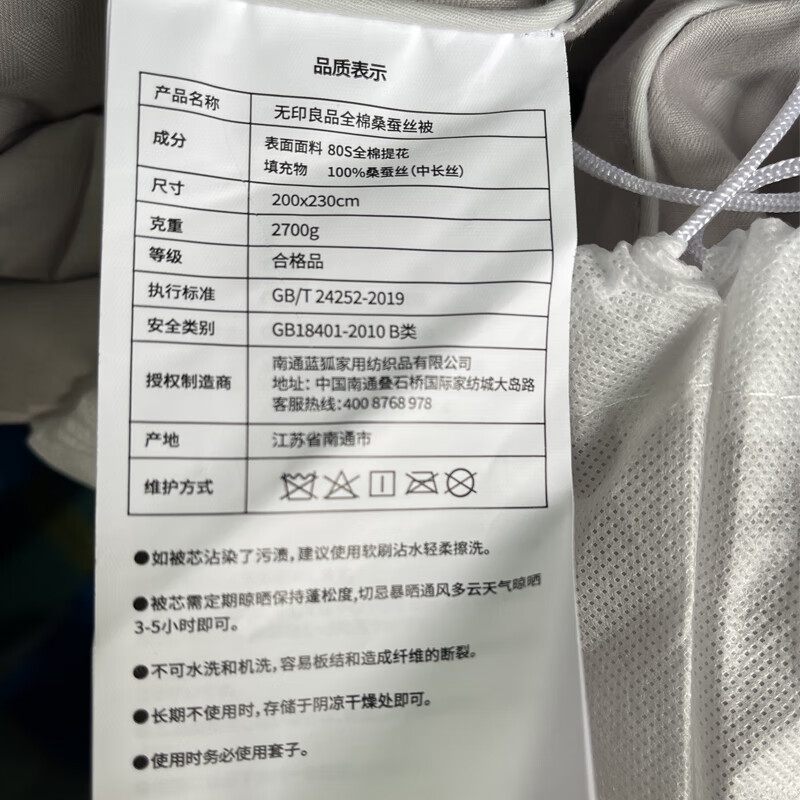 品质表示
产品名称 无印良品全棉桑蚕丝被
成分 表面面料 80S全棉提花
填充物 100%桑蚕丝(中长丝)
尺寸 200x230cm
克重 2700g
等级 合格品
执行标准 GB/T 24252-2019
安全类别 GB18401-2010 B类
授权制造商 南通蓝狐家用纺织品有限公司
地址: 中国南通叠石桥国际家纺城大岛路
客服热线:400 8768 978
产地 江苏省南通市
维护方式
●如被芯沾染了污渍,建议使用软刷沾水轻柔擦洗。
●被芯需定期晾晒保持蓬松度,切忌暴晒通风多云天气晾晒
3-5小时即可。
●不可水洗和机洗,容易板结和造成纤维的断裂。
●长期不使用时,存储于阴凉干燥处即可。
●使用时务必使用套子。